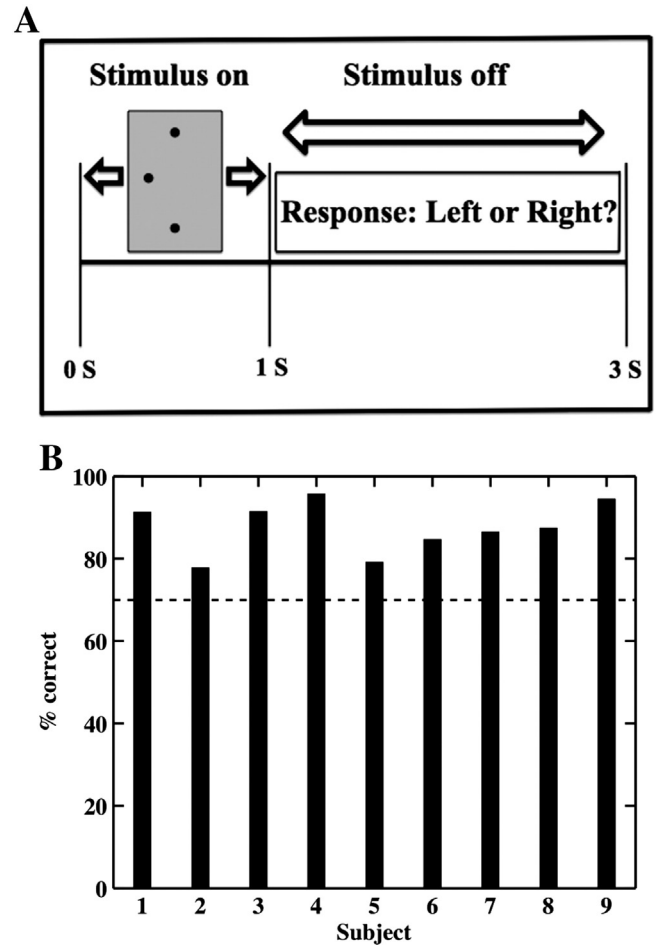 A
Stimulus on Stimulus off
Response: Left or Right?
0 S 1 S 3 S
B
100
80
60
40
20
0
% correct
1 2 3 4 5 6 7 8 9
Subject